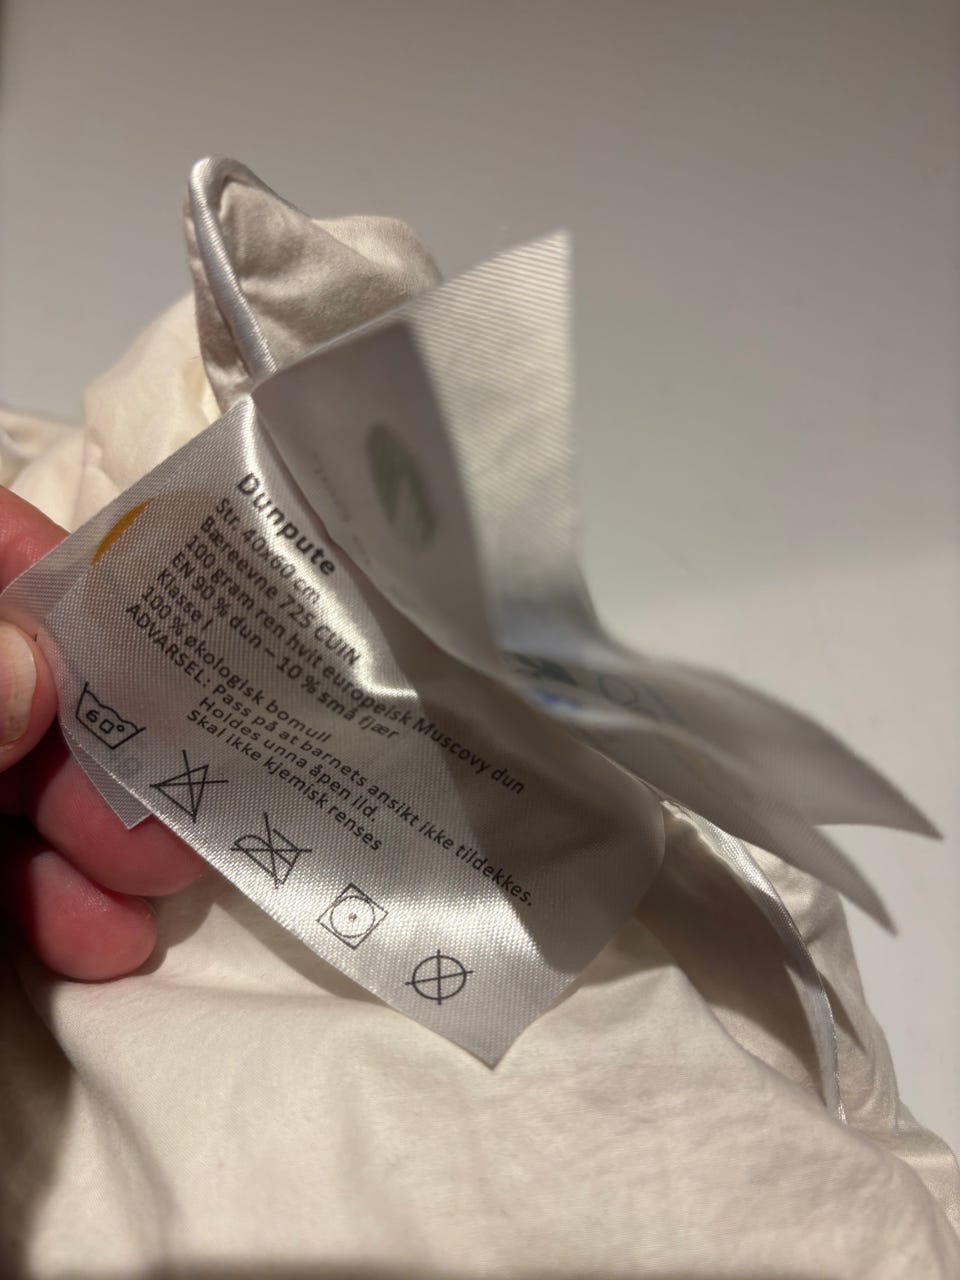 Dunpute
Str. 40x60 cm
Bæreevne 725 CUIN
100 gram ren hvit europeisk Muscovy dun
EN 90 % dun – 10 % små fjær
Klasse I
100 % økologisk bomull
ADVARSEL: Pass på at barnets ansikt ikke tildekkes.
Holdes unna åpen ild.
Skal ikke kjemisk renses
60°